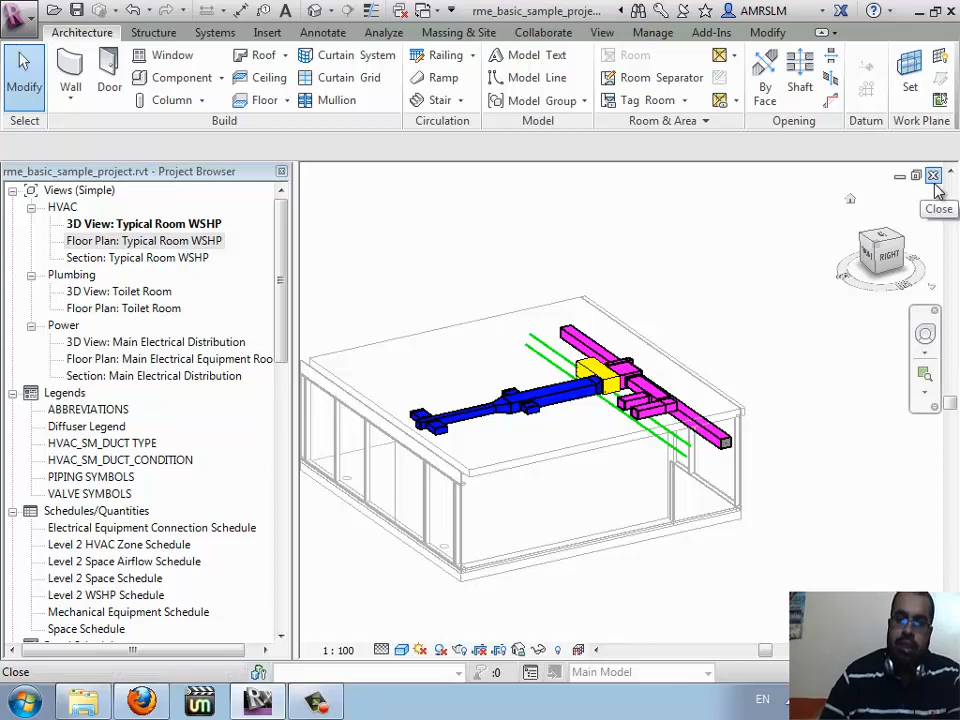 rme_basic_sample_proje...
AMRSLM
Architecture Structure Systems Insert Annotate Analyze Massing & Site Collaborate View Manage Add-Ins Modify
Modify
Wall
Door
Window
Component
Column
Roof
Ceiling
Floor
Curtain System
Curtain Grid
Mullion
Railing
Ramp
Stair
Model Text
Model Line
Model Group
Room
Room Separator
Tag Room
By Face
Shaft
Set
Select
Build
Circulation
Model
Room & Area
Opening
Datum
Work Plane
rme_basic_sample_project.rvt - Project Browser
Views (Simple)
HVAC
3D View: Typical Room WSHP
Floor Plan: Typical Room WSHP
Section: Typical Room WSHP
Plumbing
3D View: Toilet Room
Floor Plan: Toilet Room
Power
3D View: Main Electrical Distribution
Floor Plan: Main Electrical Equipment Roo
Section: Main Electrical Distribution
Legends
ABBREVIATIONS
Diffuser Legend
HVAC_SM_DUCT TYPE
HVAC_SM_DUCT_CONDITION
PIPING SYMBOLS
VALVE SYMBOLS
Schedules/Quantities
Electrical Equipment Connection Schedule
Level 2 HVAC Zone Schedule
Level 2 Space Airflow Schedule
Level 2 Space Schedule
Level 2 WSHP Schedule
Mechanical Equipment Schedule
Space Schedule
Close
RIGHT
1 : 100
Close
:0
Main Model
EN